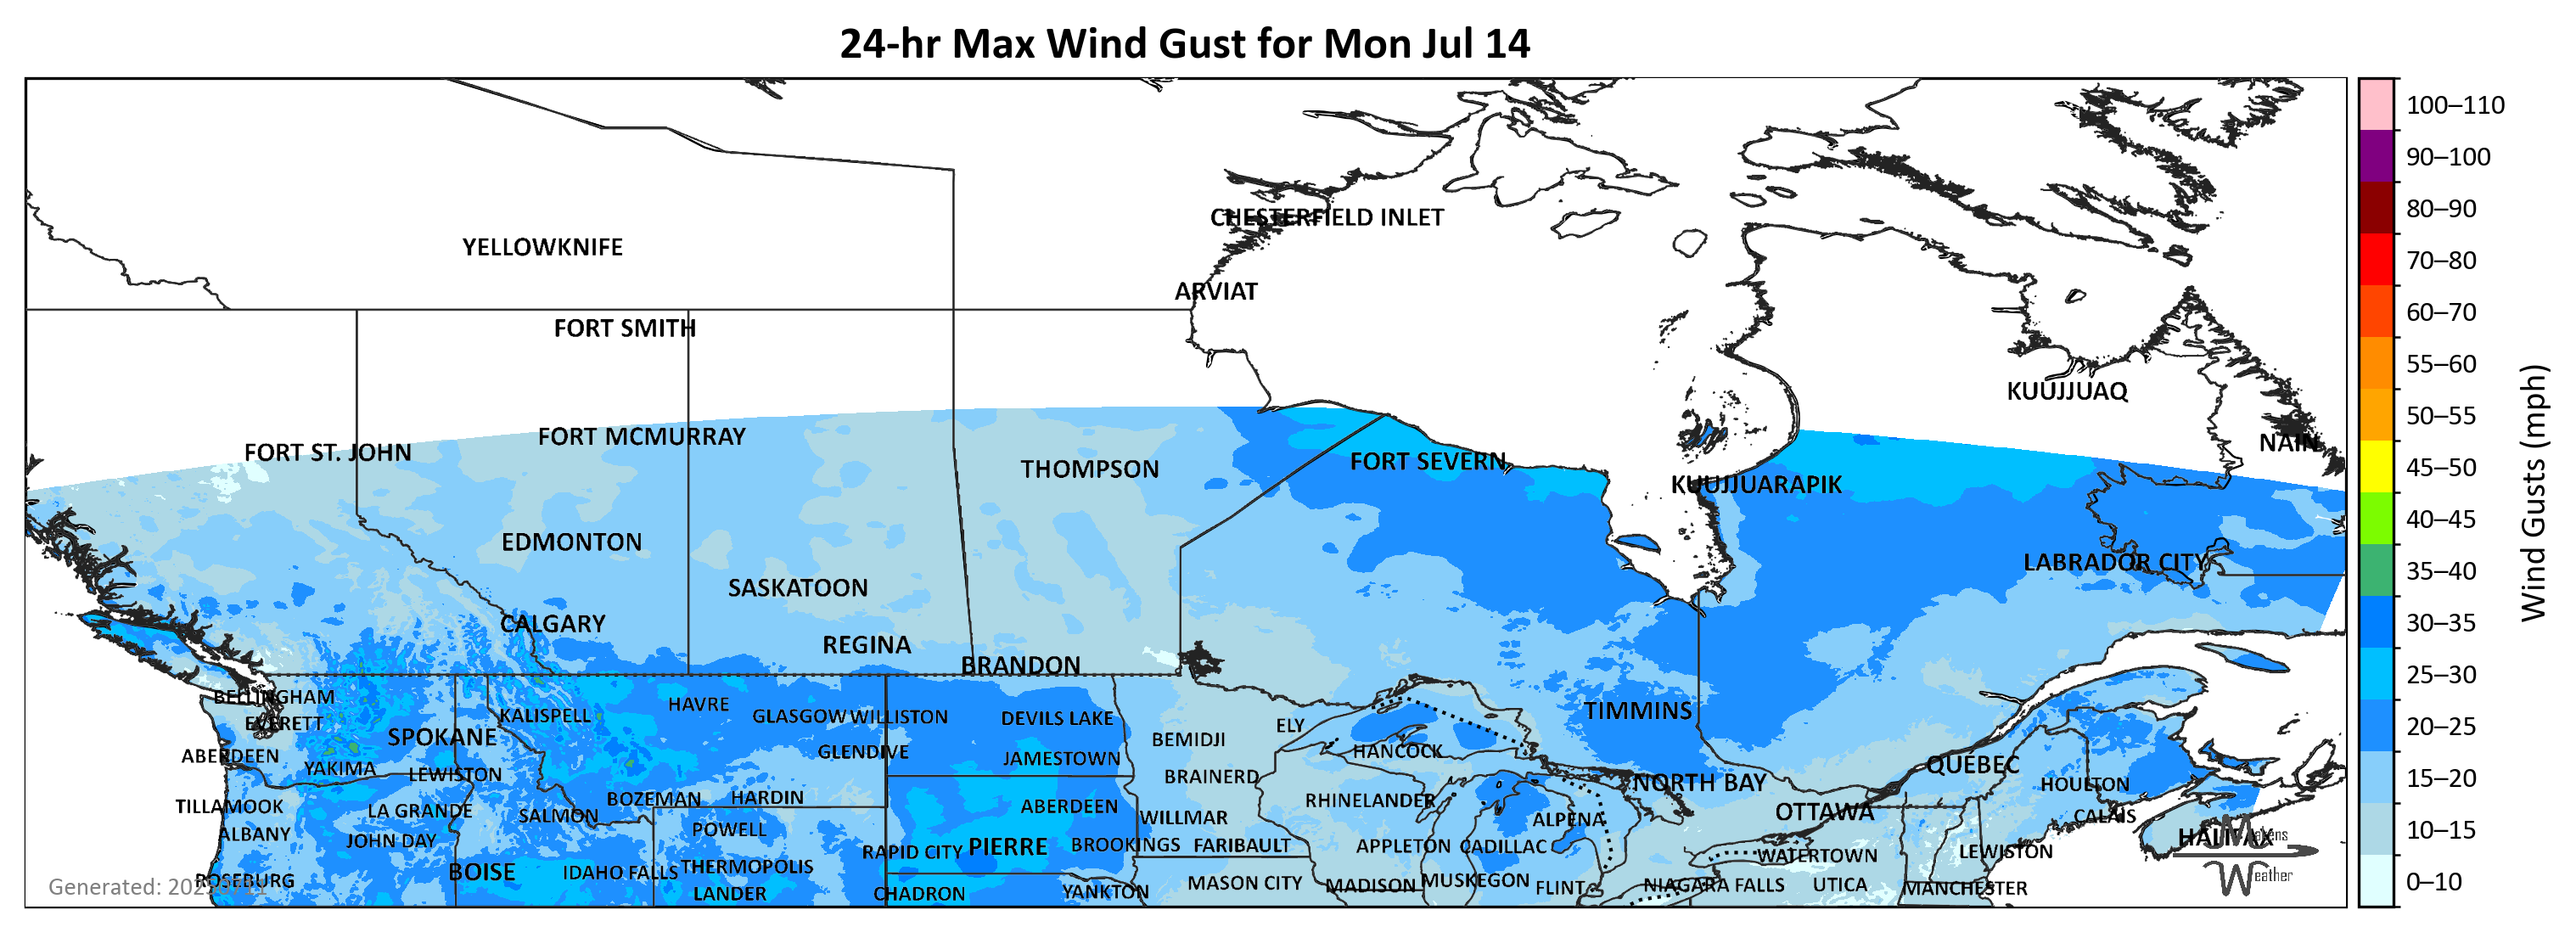 24-hr Max Wind Gust for Mon Jul 14
100–110
90–100
CHESTERFIELD INLET
80–90
YELLOWKNIFE
70–80
ARVIAT
60–70
FORT SMITH
55–60
KUUJJUAQ
50–55
FORT MCMURRAY
NAIN
FORT ST. JOHN
FORT SEVERN
THOMPSON
45–50
KUUJJUARAPIK
40–45
EDMONTON
LABRADOR CITY
35–40
SASKATOON
Wind Gusts (mph)
CALGARY
30–35
REGINA
BRANDON
25–30
BELLINGHAM
HAVRE
TIMMINS
KALISPELL
GLASGOW
WILLISTON
DEVILS LAKE
EVERETT
ELY
20–25
SPOKANE
BEMIDJI
HANCOCK
GLENDIVE
ABERDEEN
JAMESTOWN
QUÉBEC
YAKIMA
LEWISTON
BRAINERD
15–20
NORTH BAY
HOULTON
BOZEMAN
HARDIN
RHINELANDER
TILLAMOOK
LA GRANDE
ABERDEEN
OTTAWA
SALMON
WILLMAR
ALPENA
CALAIS
POWELL
10–15
ALBANY
HALIFAX
JOHN DAY
RAPID CITY
PIERRE
BROOKINGS
FARIBAULT
APPLETON
CADILLAC
LEWISTON
WATERTOWN
BOISE
IDAHO FALLS
THERMOPOLIS
Weather
ROSEBURG
MUSKEGON
0–10
MASON CITY
MADISON
FLINT
NIAGARA FALLS
UTICA
MANCHESTER
Generated:
LANDER
CHADRON
YANKTON